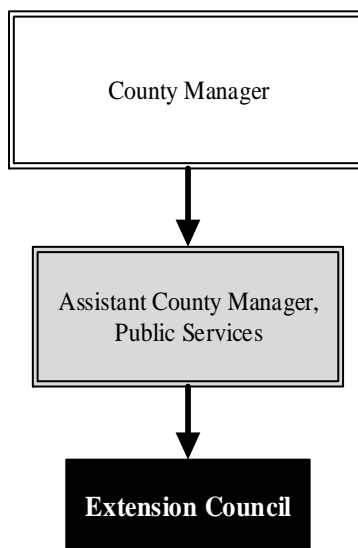 County Manager
Assistant County Manager,
Public Services
Extension Council